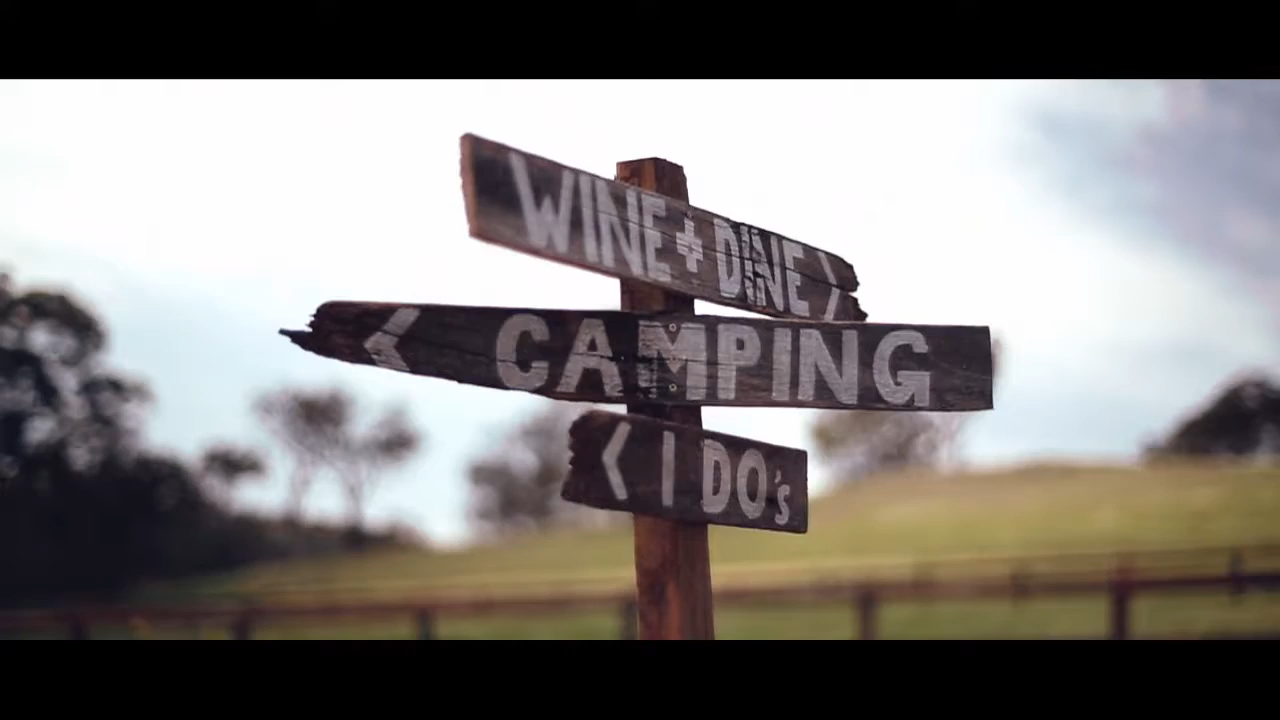 WINE + DINE >
< CAMPING
< I DO's